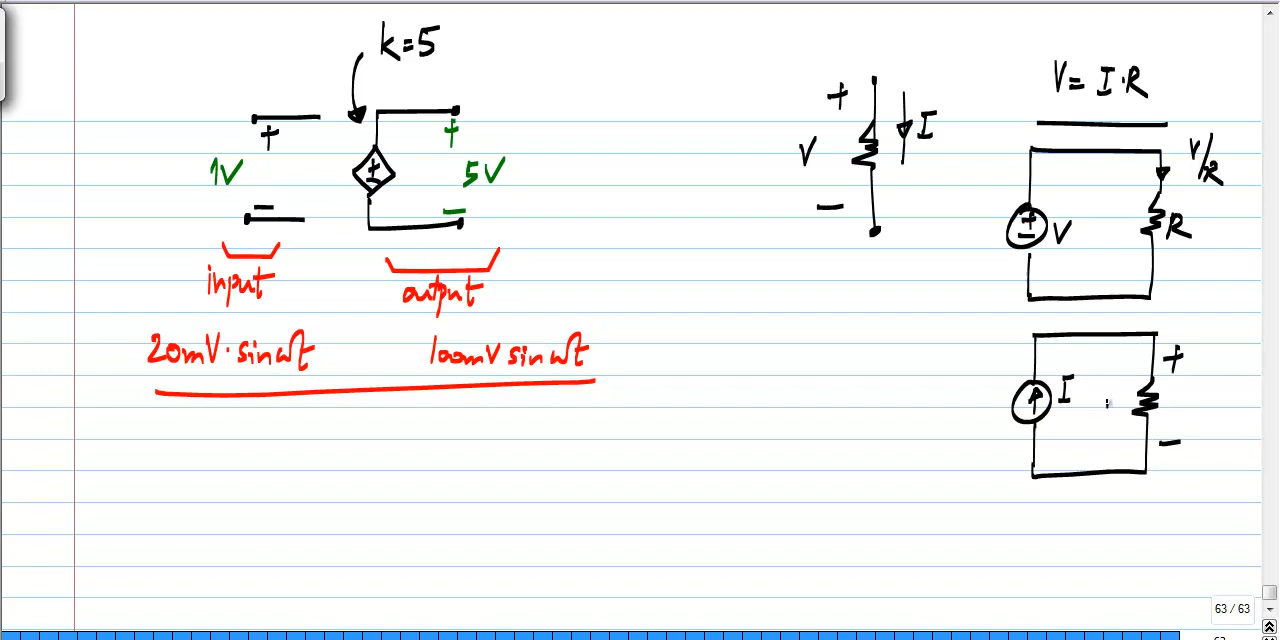 k=5
V= I·R
+
+
+
I
V/R
1V
5V
V
+
−
−
−
−
V
R
input
output
20mV·sinωt
100mV sinωt
+
I
−
63 / 63